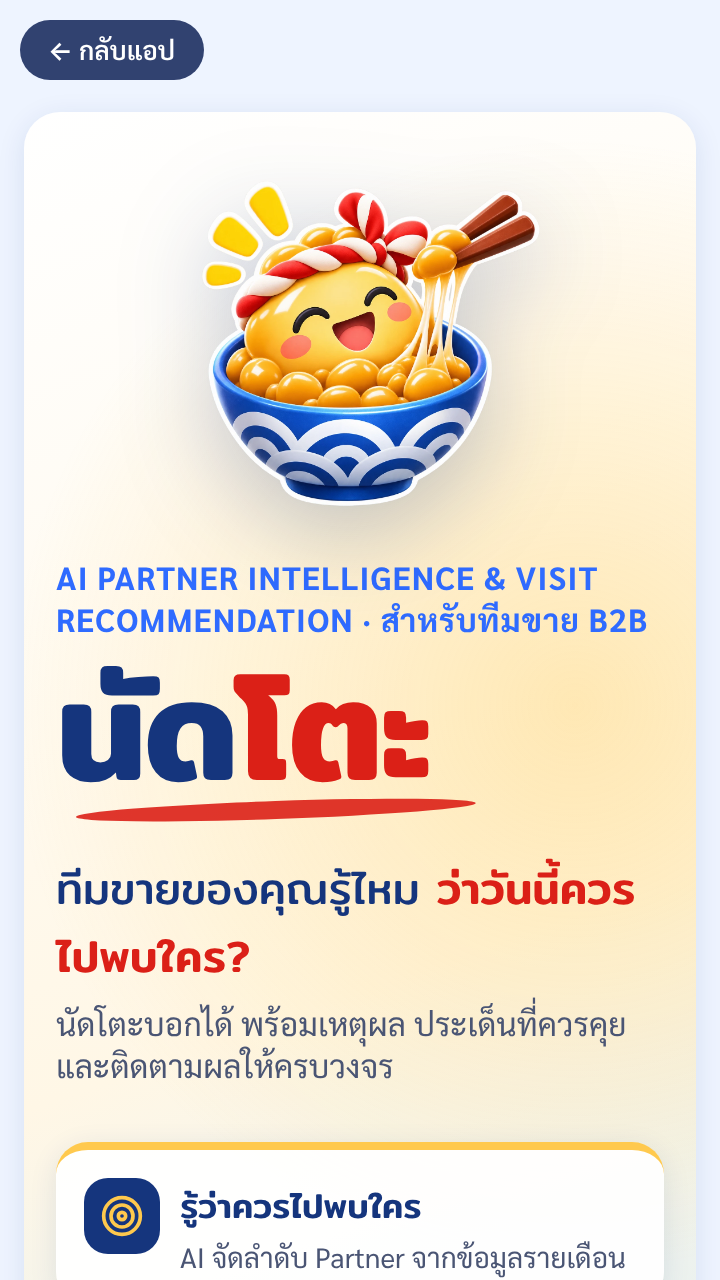 ← กลับแอป
AI PARTNER INTELLIGENCE & VISIT
RECOMMENDATION · สำหรับทีมขาย B2B
นัดโตะ
ทีมขายของคุณรู้ไหม ว่าวันนี้ควร
ไปพบใคร?
นัดโตะบอกได้ พร้อมเหตุผล ประเด็นที่ควรคุย
และติดตามผลให้ครบวงจร
รู้ว่าควรไปพบใคร
AI จัดลำดับ Partner จากข้อมูลรายเดือน